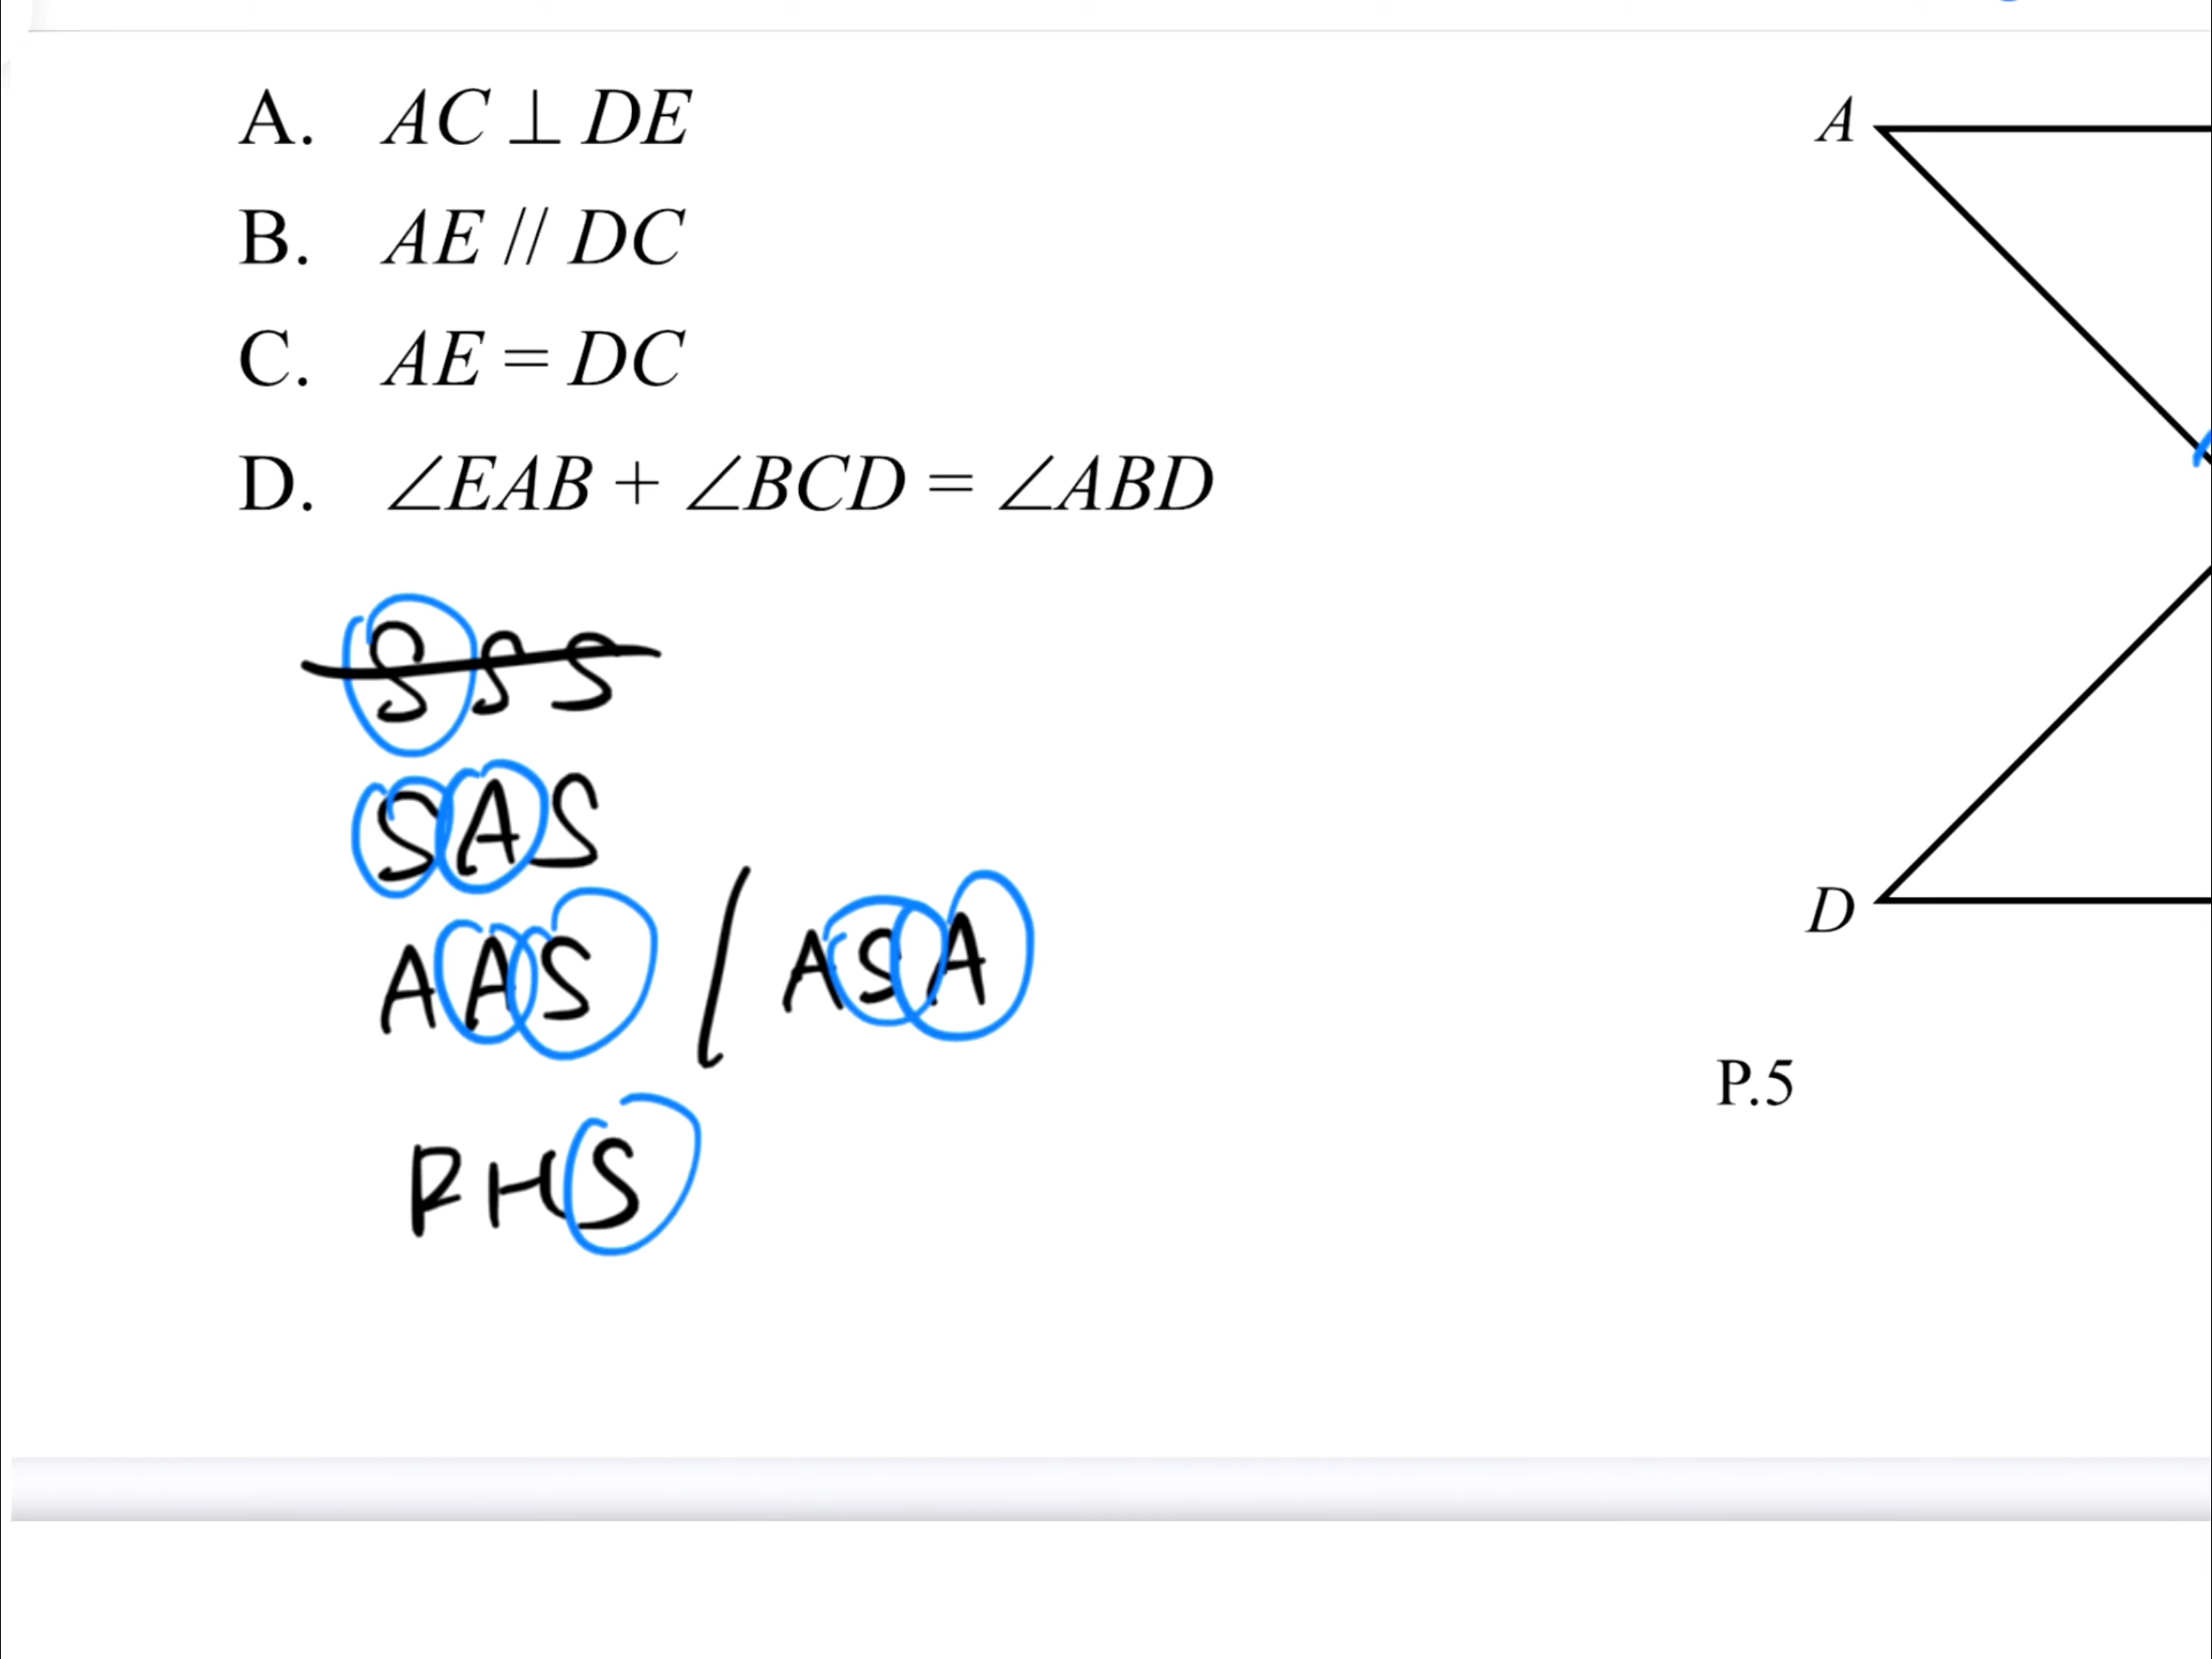 A. AC ⊥ DE
A
B. AE // DC
C. AE = DC
D. ∠EAB + ∠BCD = ∠ABD
SSS
SAS
AAS / ASA
D
P.5
RHS